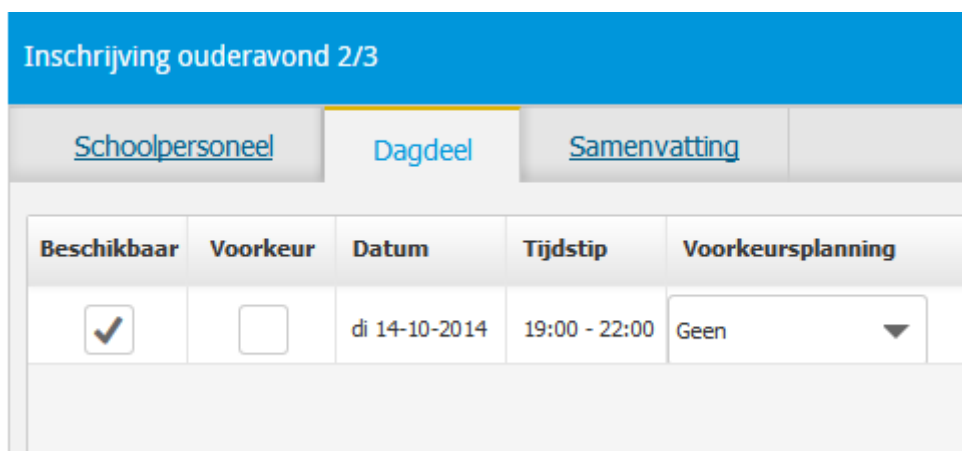 Inschrijving ouderavond 2/3
Schoolpersoneel Dagdeel Samenvatting
Beschikbaar Voorkeur Datum Tijdstip Voorkeursplanning
di 14-10-2014 19:00 - 22:00 Geen